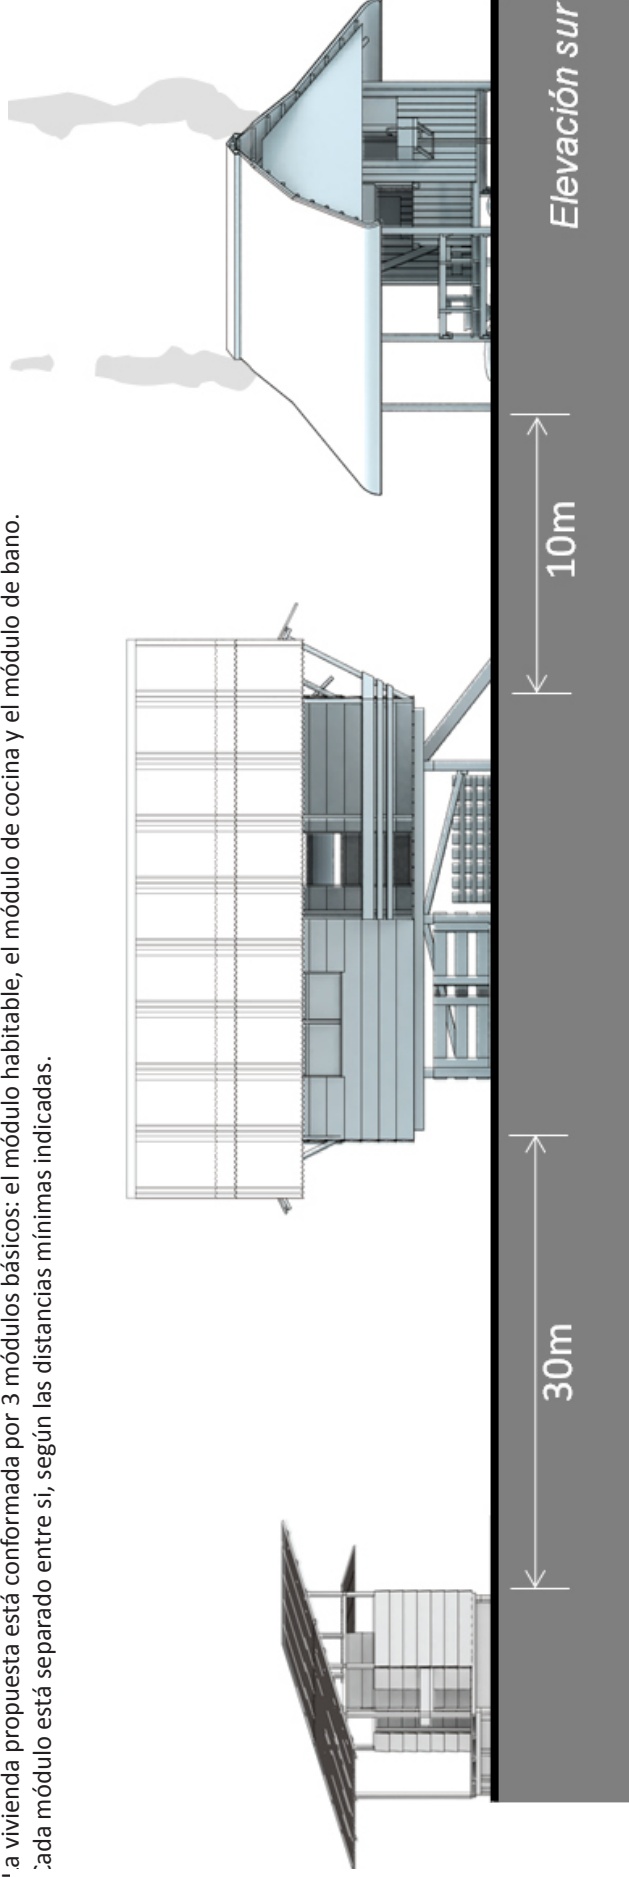 La vivienda propuesta está conformada por 3 módulos básicos: el módulo habitable, el módulo de cocina y el módulo de bano.
Cada módulo está separado entre si, según las distancias mínimas indicadas.
30m
10m
Elevación sur